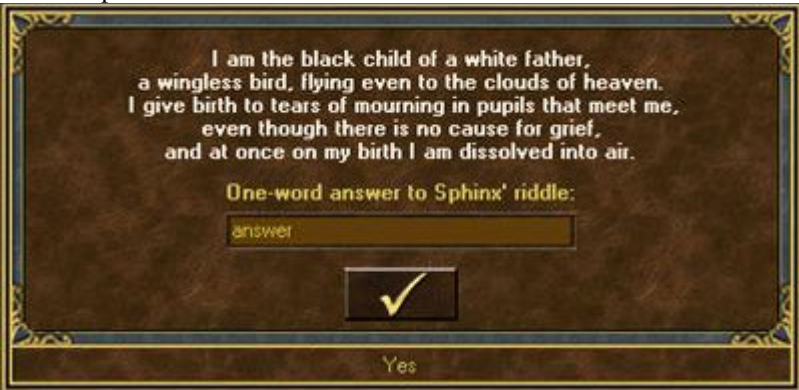 I am the black child of a white father,
a wingless bird, flying even to the clouds of heaven.
I give birth to tears of mourning in pupils that meet me,
even though there is no cause for grief,
and at once on my birth I am dissolved into air.
One-word answer to Sphinx' riddle:
answer
Yes